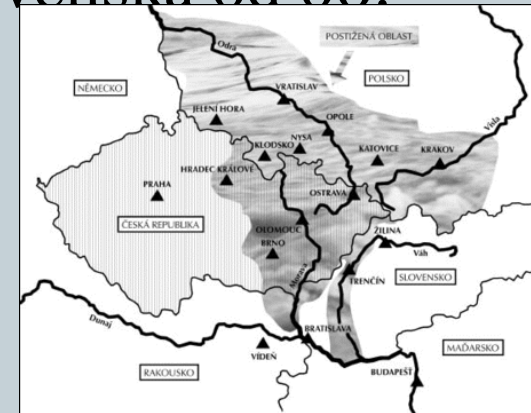 Odra
POSTIŽENÁ OBLAST
NĚMECKO
POLSKO
VRATISLAV
JELENÍ HORA
OPOLE
Visla
NYSA
KLODSKO
KATOVICE
KRAKOV
HRADEC KRÁLOVÉ
PRAHA
OSTRAVA
ČESKÁ REPUBLIKA
OLOMOUC
ŽILINA
BRNO
Váh
Morava
TRENČÍN
SLOVENSKO
Dunaj
BRATISLAVA
VÍDEŇ
MAĎARSKO
RAKOUSKO
BUDAPEŠŤ